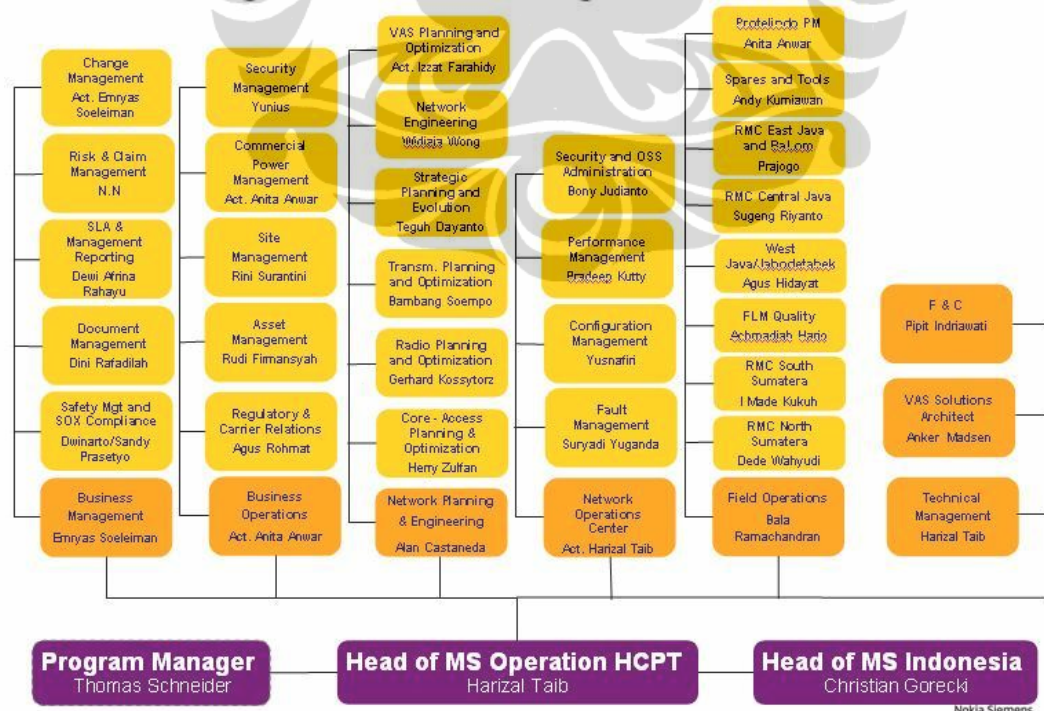 Change
Management
Act. Emryas
Soeleiman
Risk & Claim
Management
N.N
SLA &
Management
Reporting
Dewi Afrina
Rahayu
Document
Management
Dini Rafadilah
Safety Mgt and
SOX Compliance
Dwinarto/Sandy
Prasetyo
Business
Management
Emryas Soeleiman
Security
Management
Yunius
Commercial
Power
Management
Act. Anita Anwar
Site
Management
Rini Surantini
Asset
Management
Rudi Firmansyah
Regulatory &
Carrier Relations
Agus Rohmat
Business
Operations
Act. Anita Anwar
VAS Planning and
Optimization
Act. Izzat Farahidy
Network
Engineering
Widjaja Wong
Strategic
Planning and
Evolution
Teguh Dayanto
Transm. Planning
and Optimization
Bambang Soempo
Radio Planning
and Optimization
Gerhard Kossytorz
Core - Access
Planning &
Optimization
Herry Zulfan
Network Planning
& Engineering
Alan Castaneda
Security and OSS
Administration
Bony Judianto
Performance
Management
Pradeep Kutty
Configuration
Management
Yusnafiri
Fault
Management
Suryadi Yuganda
Network
Operations
Center
Act. Harizal Taib
Protelindo PM
Anita Anwar
Spares and Tools
Andy Kurniawan
RMC East Java
and BaLom
Prajogo
RMC Central Java
Sugeng Riyanto
West
Java/Jabodetabek
Agus Hidayat
FLM Quality
Achmadiah Hario
RMC South
Sumatera
I Made Kukuh
RMC North
Sumatera
Dede Wahyudi
Field Operations
Bala
Ramachandran
F & C
Pipit Indriawati
VAS Solutions
Architect
Anker Madsen
Technical
Management
Harizal Taib
Program Manager
Thomas Schneider
Head of MS Operation HCPT
Harizal Taib
Head of MS Indonesia
Christian Gorecki
Nokia Siemens